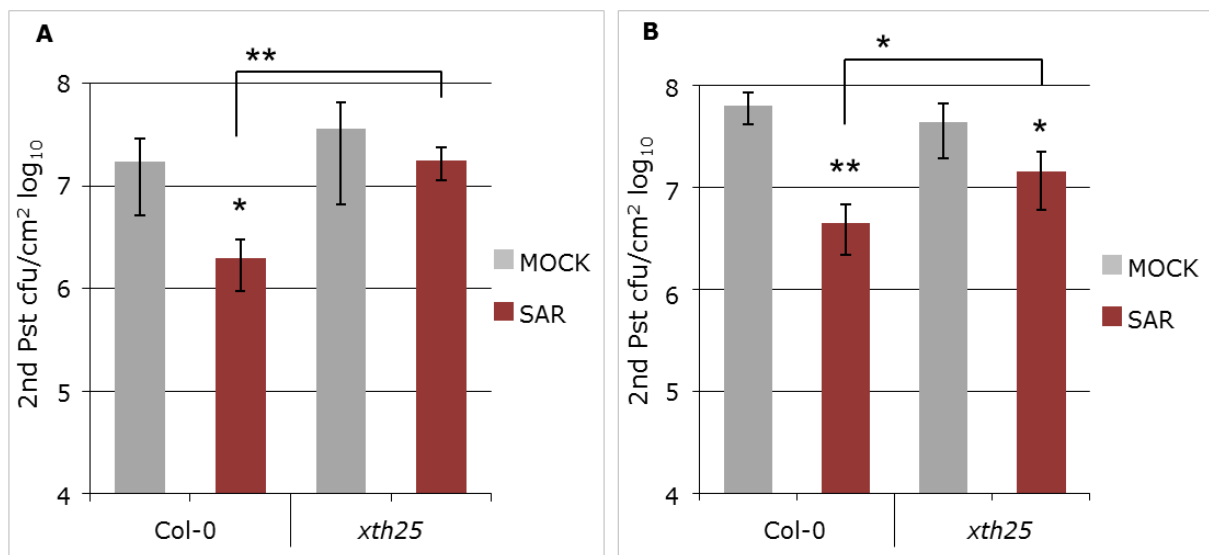 A
**
8
7
6
5
4
2nd Pst cfu/cm² log₁₀
*
MOCK
SAR
Col-0
xth25
B
*
8
7
6
5
4
2nd Pst cfu/cm² log₁₀
**
*
MOCK
SAR
Col-0
xth25